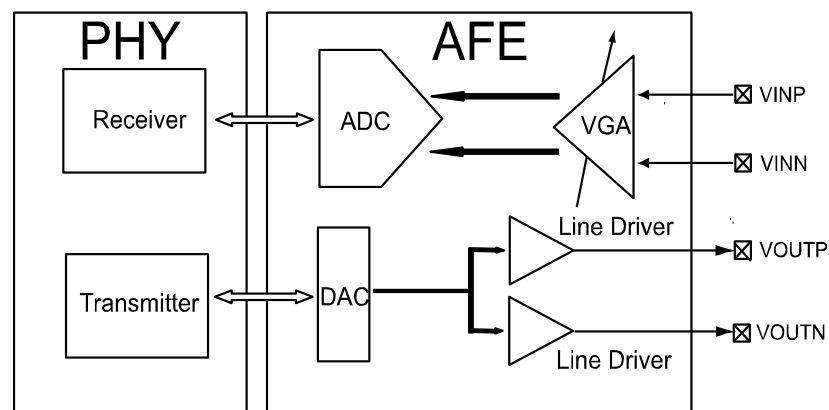 PHY
AFE
Receiver
ADC
VGA
VINP
VINN
Line Driver
VOUTP
Transmitter
DAC
VOUTN
Line Driver